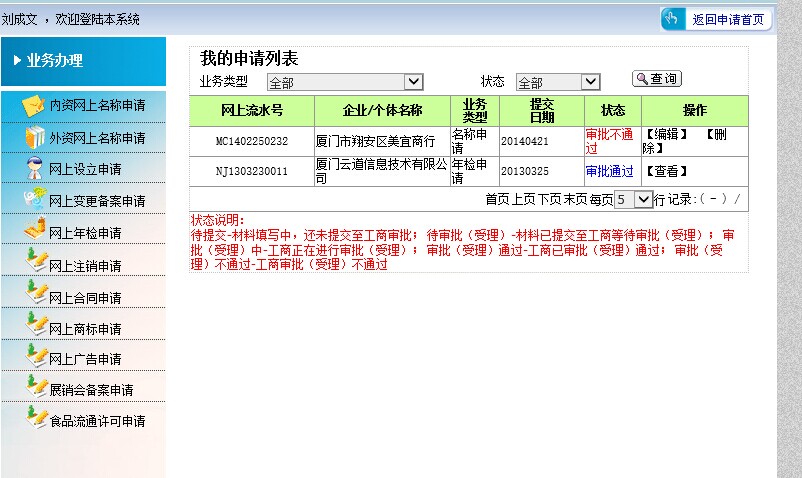 刘成文 ，欢迎登陆本系统
返回申请首页
业务办理
内资网上名称申请
外资网上名称申请
网上设立申请
网上变更备案申请
网上年检申请
网上注销申请
网上合同申请
网上商标申请
网上广告申请
展销会备案申请
食品流通许可申请
我的申请列表
业务类型 全部 状态 全部 查询
网上流水号 企业/个体名称 业务类型 提交日期 状态 操作
MC1402250232 厦门市翔安区美宜商行 名称申请 20140421 审批不通过 【编辑】 【删除】
NJ1303230011 厦门云道信息技术有限公司 年检申请 20130325 审批通过 【查看】
首页上页下页末页每页 5 行记录:( - ) /
状态说明:
待提交-材料填写中，还未提交至工商审批； 待审批（受理）-材料已提交至工商等待审批（受理）； 审
批（受理）中-工商正在进行审批（受理）； 审批（受理）通过-工商已审批（受理）通过； 审批（受
理）不通过-工商审批（受理）不通过